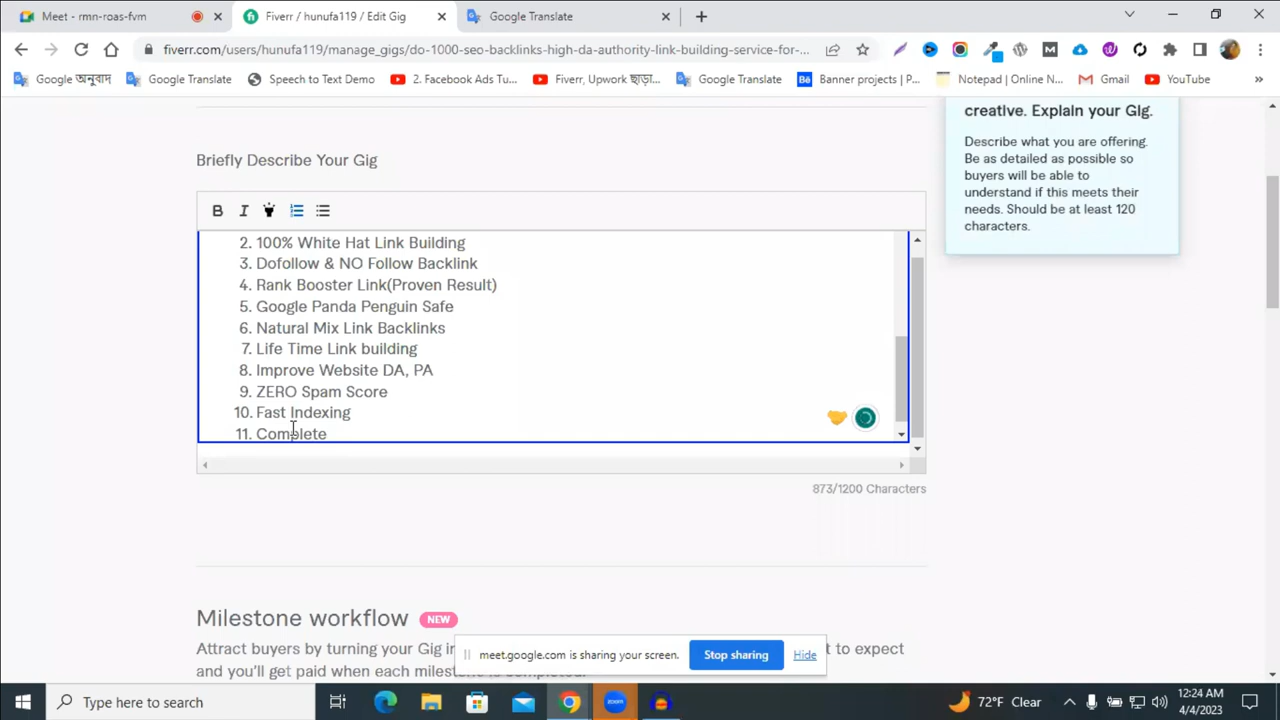 Meet - rmn-roas-fvm
Fiverr / hunufa119 / Edit Gig
Google Translate
fiverr.com/users/hunufa119/manage_gigs/do-1000-seo-backlinks-high-da-authority-link-building-service-for-...
Google অনুবাদ
Google Translate
Speech to Text Demo
2. Facebook Ads Tu...
Fiverr, Upwork ছাড়া...
Google Translate
Banner projects | P...
Notepad | Online N...
Gmail
YouTube
creative. Explain your Gig.
Describe what you are offering.
Be as detailed as possible so
buyers will be able to
understand if this meets their
needs. Should be at least 120
characters.
Briefly Describe Your Gig
B I
2. 100% White Hat Link Building
3. Dofollow & NO Follow Backlink
4. Rank Booster Link(Proven Result)
5. Google Panda Penguin Safe
6. Natural Mix Link Backlinks
7. Life Time Link building
8. Improve Website DA, PA
9. ZERO Spam Score
10. Fast Indexing
11. Complete
873/1200 Characters
Milestone workflow NEW
Attract buyers by turning your Gig in
t to expect
and you'll get paid when each milest
is completed.
meet.google.com is sharing your screen.
Stop sharing
Hide
Type here to search
zoom
72°F Clear
12:24 AM
4/4/2023